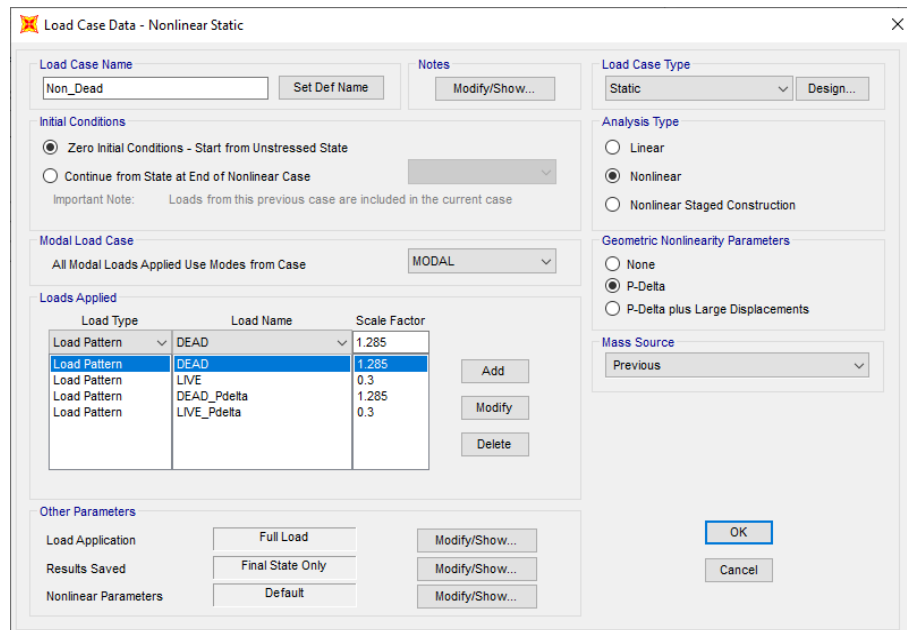 Load Case Data - Nonlinear Static
Load Case Name
Non_Dead
Set Def Name
Notes
Modify/Show...
Load Case Type
Static
Design...
Initial Conditions
Zero Initial Conditions - Start from Unstressed State
Continue from State at End of Nonlinear Case
Important Note: Loads from this previous case are included in the current case
Analysis Type
Linear
Nonlinear
Nonlinear Staged Construction
Modal Load Case
All Modal Loads Applied Use Modes from Case
MODAL
Geometric Nonlinearity Parameters
None
P-Delta
P-Delta plus Large Displacements
Loads Applied
Load Type Load Name Scale Factor
Load Pattern DEAD 1.285
Load Pattern DEAD 1.285
Load Pattern LIVE 0.3
Load Pattern DEAD_Pdelta 1.285
Load Pattern LIVE_Pdelta 0.3
Add
Modify
Delete
Mass Source
Previous
Other Parameters
Load Application Full Load Modify/Show...
Results Saved Final State Only Modify/Show...
Nonlinear Parameters Default Modify/Show...
OK
Cancel